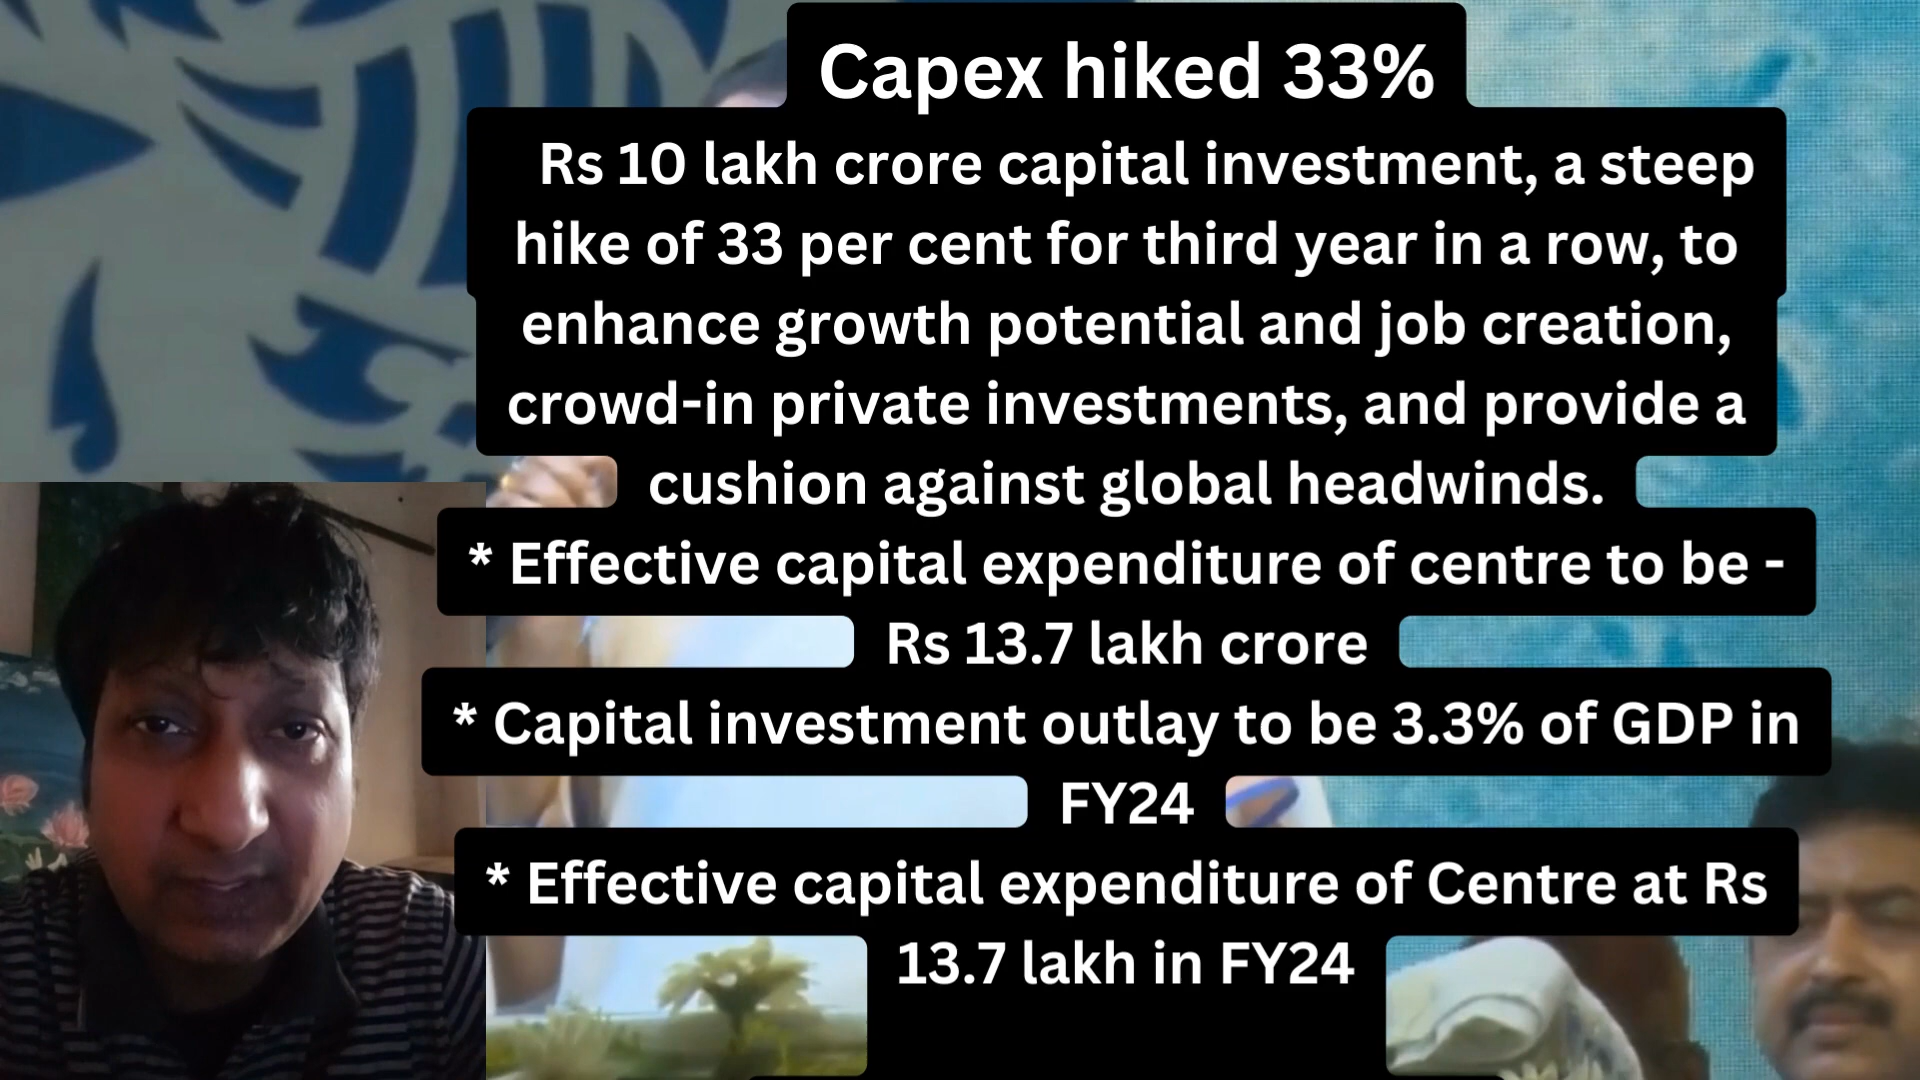 Capex hiked 33%
Rs 10 lakh crore capital investment, a steep
hike of 33 per cent for third year in a row, to
enhance growth potential and job creation,
crowd-in private investments, and provide a
cushion against global headwinds.
* Effective capital expenditure of centre to be -
Rs 13.7 lakh crore
* Capital investment outlay to be 3.3% of GDP in
FY24
* Effective capital expenditure of Centre at Rs
13.7 lakh in FY24